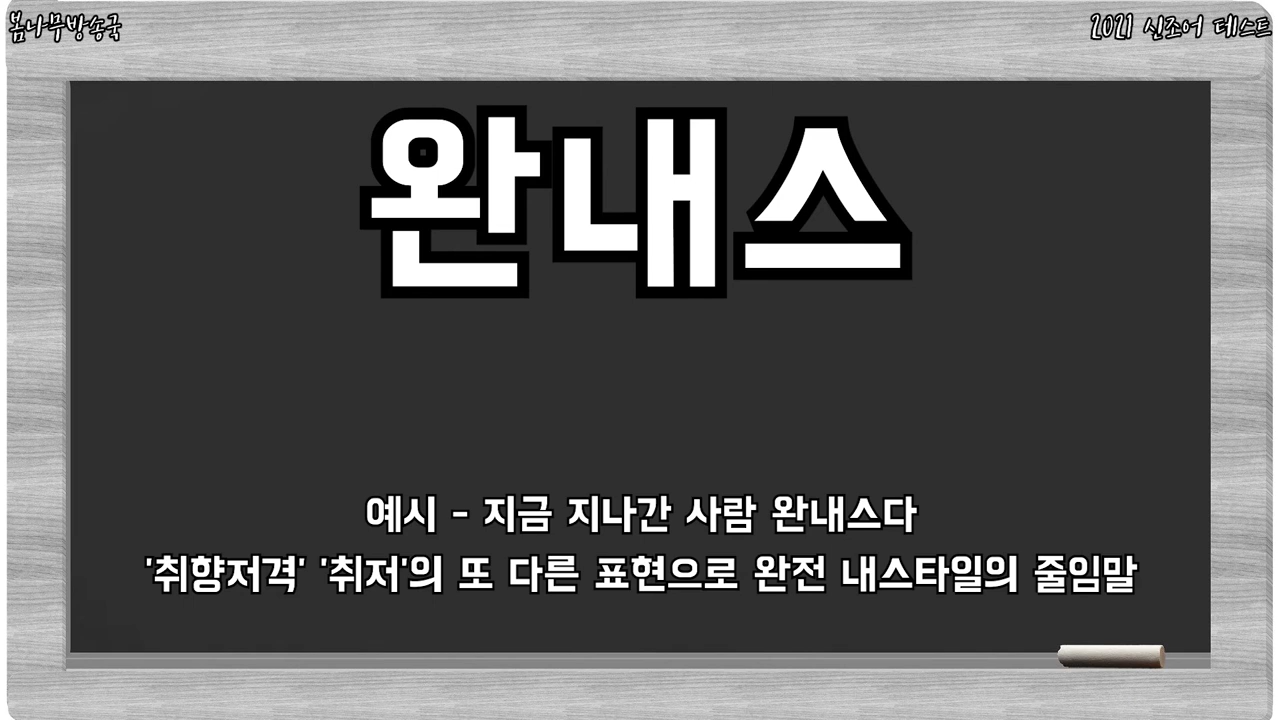 봄나무방송국
2021 신조어 테스트
완내스
예시 - 지금 지나간 사람 완내스다
'취향저격' '취저'의 또 다른 표현으로 완전 내스타일의 줄임말